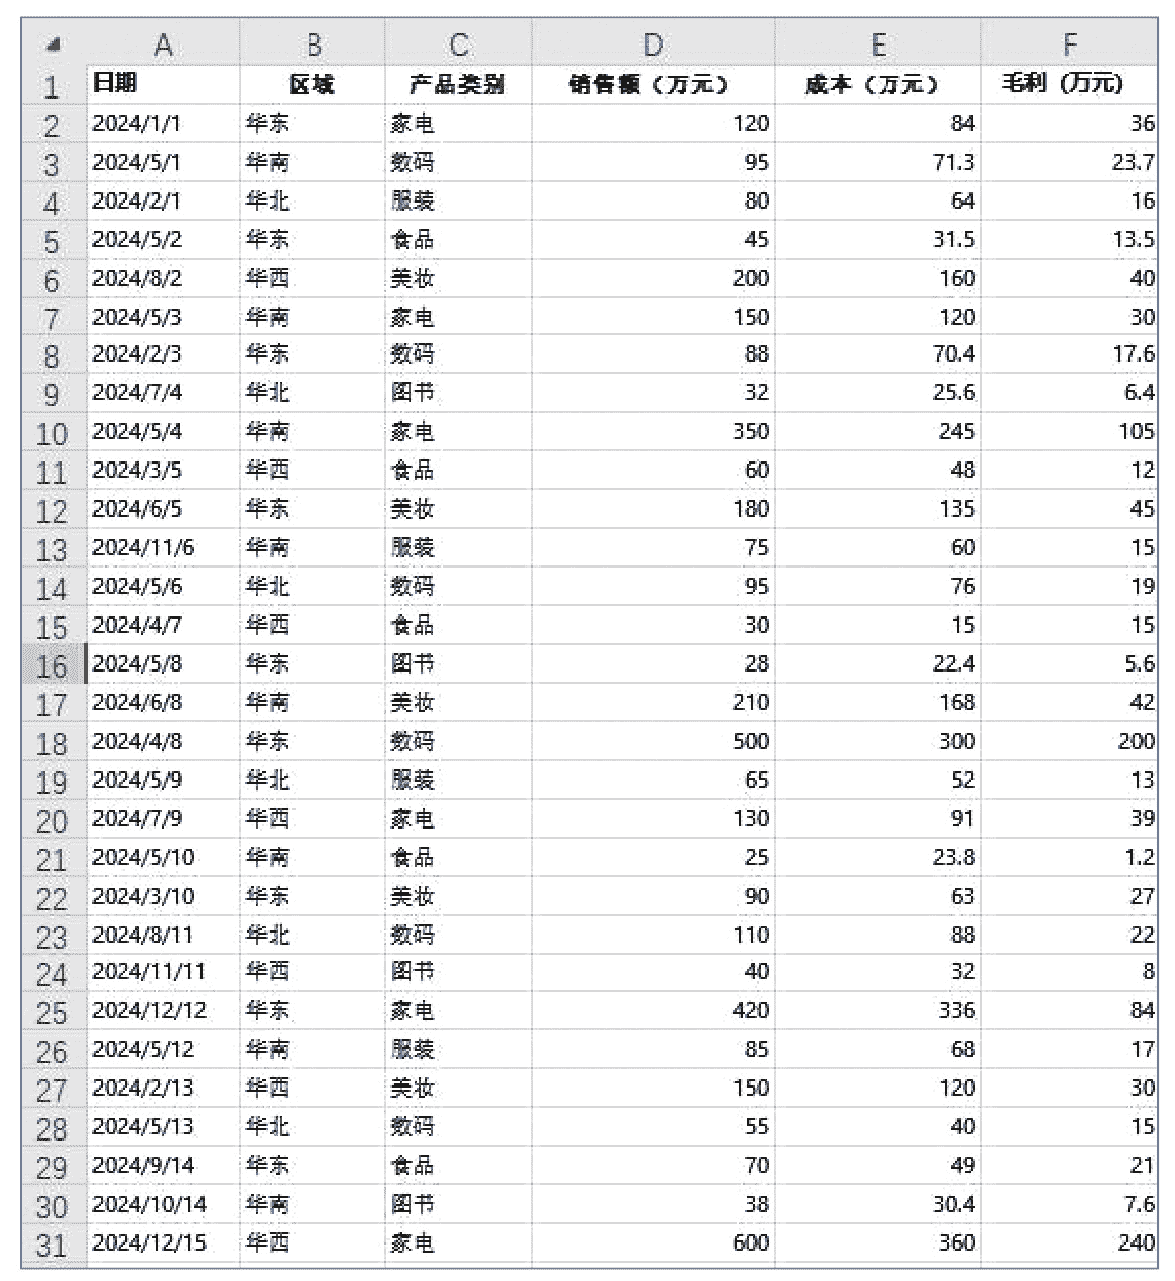 A B C D E F
1 日期 区域 产品类别 销售额（万元） 成本（万元） 毛利（万元）
2 2024/1/1 华东 家电 120 84 36
3 2024/5/1 华南 数码 95 71.3 23.7
4 2024/2/1 华北 服装 80 64 16
5 2024/5/2 华东 食品 45 31.5 13.5
6 2024/8/2 华西 美妆 200 160 40
7 2024/5/3 华南 家电 150 120 30
8 2024/2/3 华东 数码 88 70.4 17.6
9 2024/7/4 华北 图书 32 25.6 6.4
10 2024/5/4 华南 家电 350 245 105
11 2024/3/5 华西 食品 60 48 12
12 2024/6/5 华东 美妆 180 135 45
13 2024/11/6 华南 服装 75 60 15
14 2024/5/6 华北 数码 95 76 19
15 2024/4/7 华西 食品 30 15 15
16 2024/5/8 华东 图书 28 22.4 5.6
17 2024/6/8 华南 美妆 210 168 42
18 2024/4/8 华东 数码 500 300 200
19 2024/5/9 华北 服装 65 52 13
20 2024/7/9 华西 家电 130 91 39
21 2024/5/10 华南 食品 25 23.8 1.2
22 2024/3/10 华东 美妆 90 63 27
23 2024/8/11 华北 数码 110 88 22
24 2024/11/11 华西 图书 40 32 8
25 2024/12/12 华东 家电 420 336 84
26 2024/5/12 华南 服装 85 68 17
27 2024/2/13 华西 美妆 150 120 30
28 2024/5/13 华北 数码 55 40 15
29 2024/9/14 华东 食品 70 49 21
30 2024/10/14 华南 图书 38 30.4 7.6
31 2024/12/15 华西 家电 600 360 240